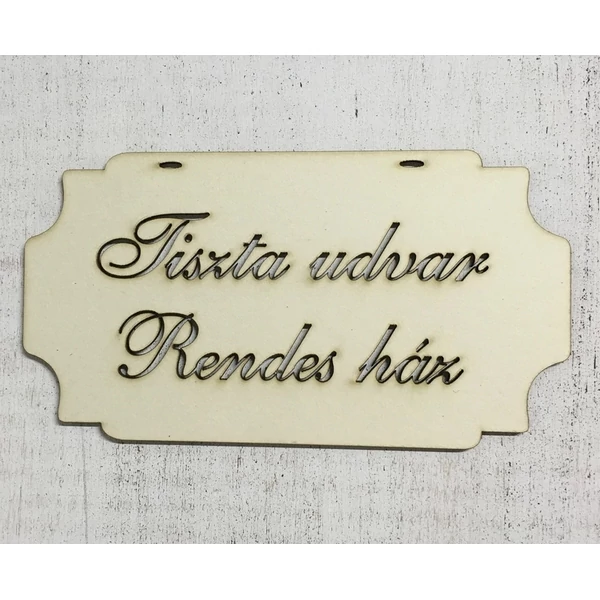 Tiszta udvar
Rendes ház